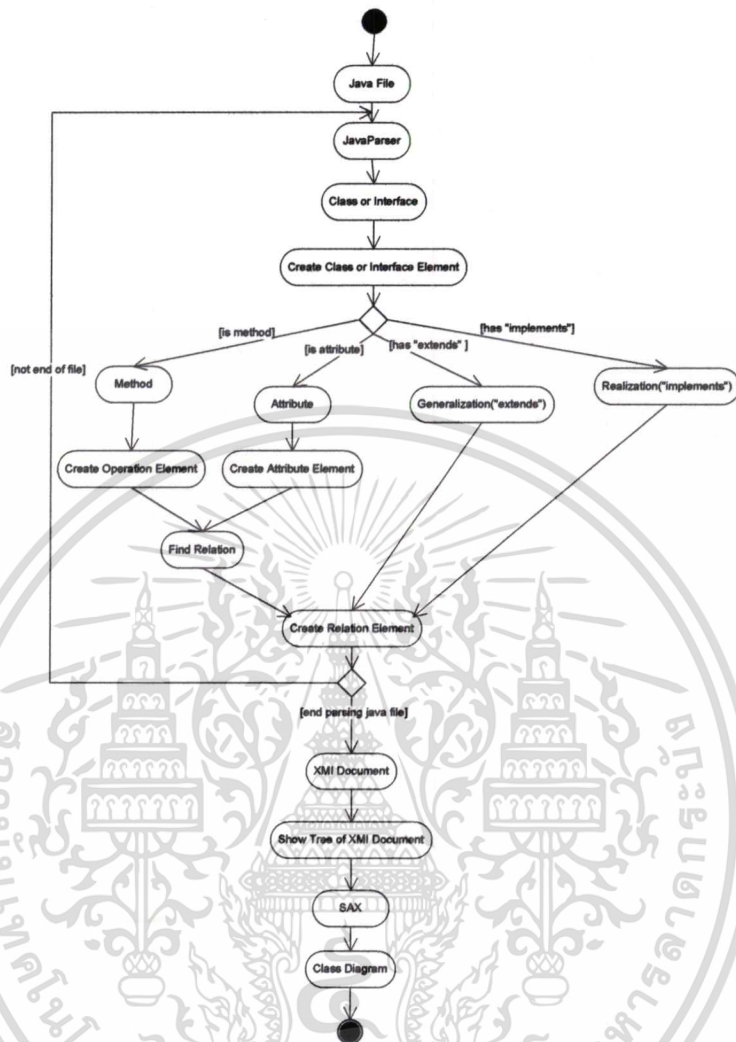 Java File
JavaParser
Class or Interface
Create Class or Interface Element
[is method]
[is attribute]
[has "extends" ]
[has "implements"]
[not end of file]
Method
Attribute
Generalization("extends")
Realization("implements")
Create Operation Element
Create Attribute Element
Find Relation
Create Relation Element
[end parsing java file]
XMI Document
Show Tree of XMI Document
SAX
Class Diagram